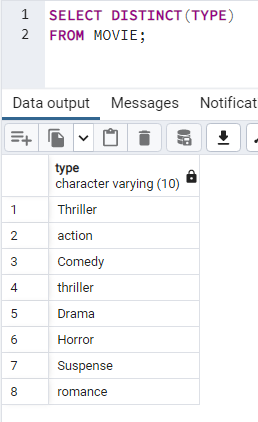 1 SELECT DISTINCT(TYPE)
2 FROM MOVIE;
Data output Messages Notificat
type
character varying (10)
1 Thriller
2 action
3 Comedy
4 thriller
5 Drama
6 Horror
7 Suspense
8 romance